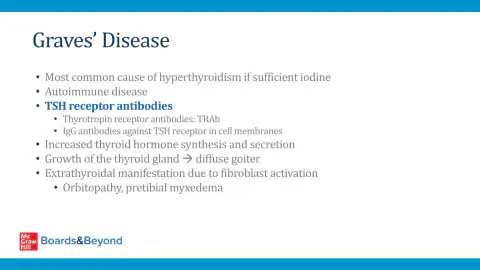 Graves' Disease
• Most common cause of hyperthyroidism if sufficient iodine
• Autoimmune disease
• TSH receptor antibodies
• Thyrotropin receptor antibodies: TRAb
• IgG antibodies against TSH receptor in cell membranes
• Increased thyroid hormone synthesis and secretion
• Growth of the thyroid gland → diffuse goiter
• Extrathyroidal manifestation due to fibroblast activation
• Orbitopathy, pretibial myxedema
Mc
Graw
Hill
Boards&Beyond